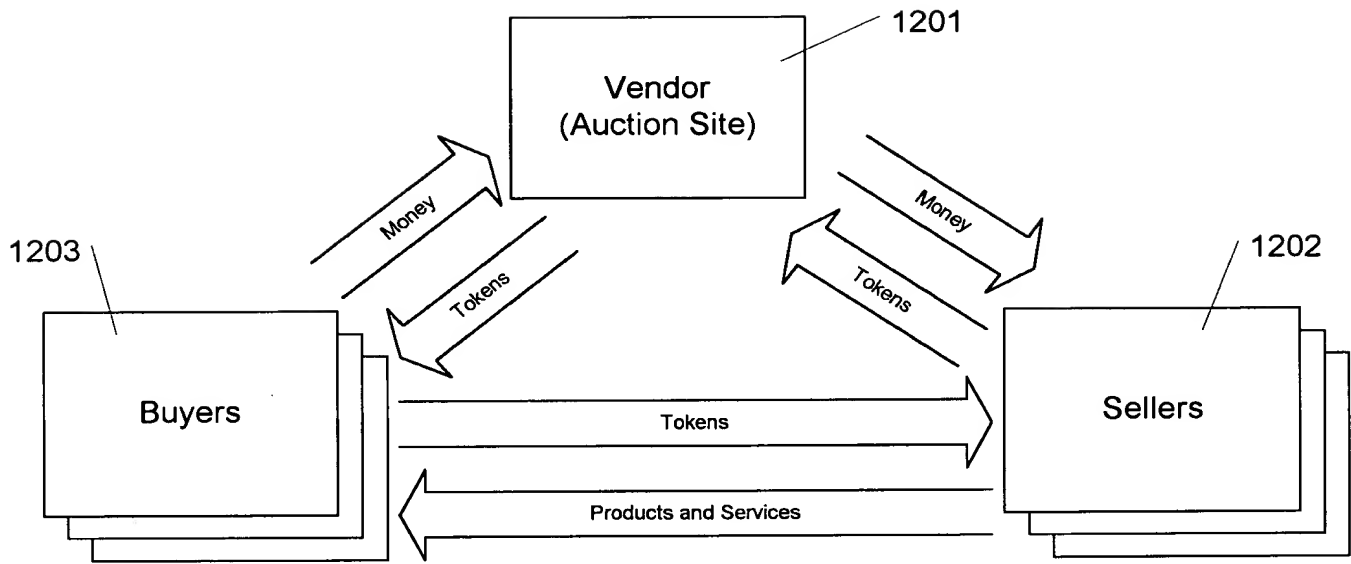 1201
Vendor
(Auction Site)
Money
Money
1203
1202
Tokens
Tokens
Buyers
Sellers
Tokens
Products and Services